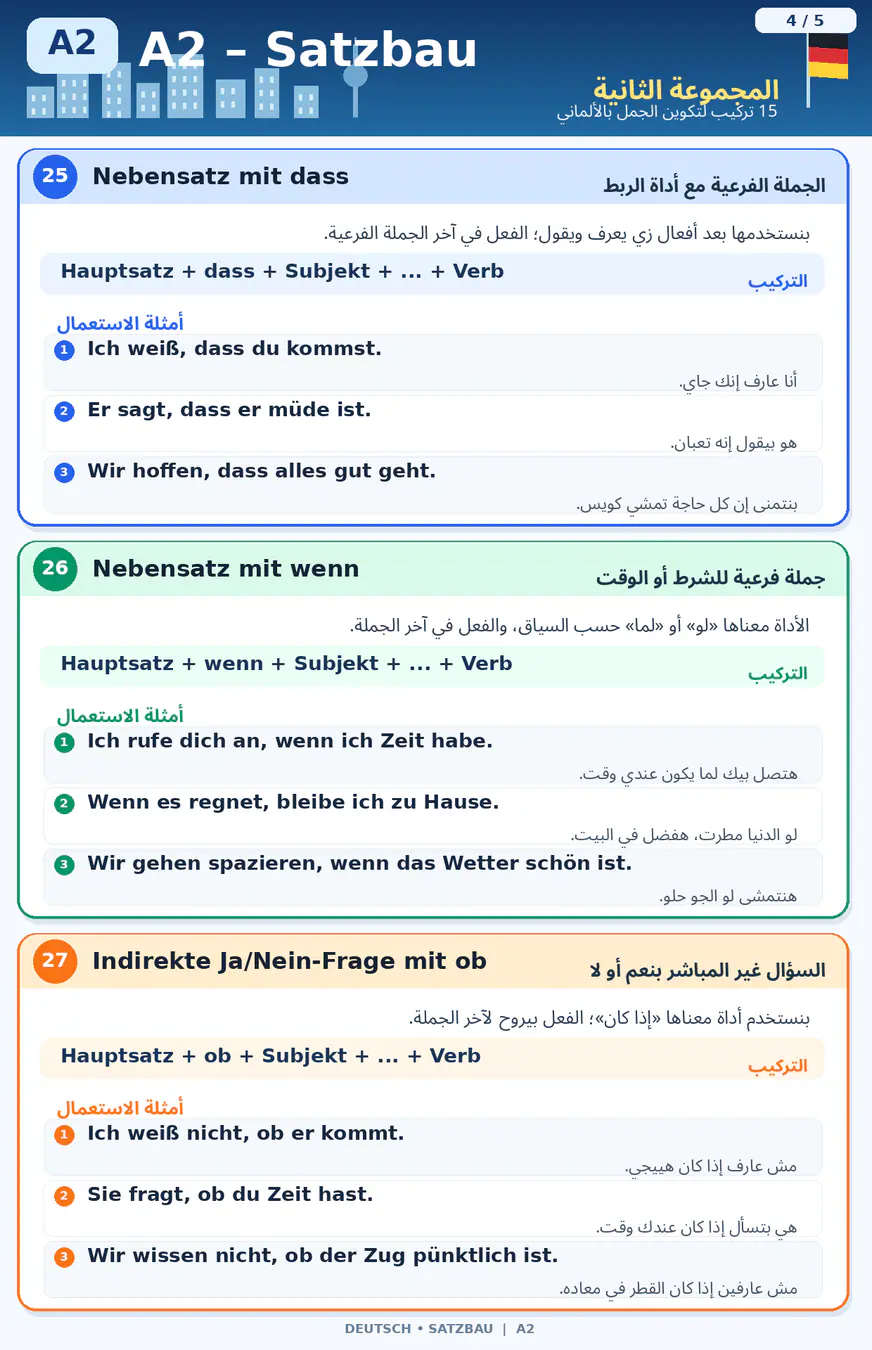 4 / 5
A2
A2 – Satzbau
المجموعة الثانية
15 تركيب لتكوين الجمل بالألماني
25
Nebensatz mit dass
الجملة الفرعية مع أداة الربط
بنستخدمها بعد أفعال زي يعرف ويقول؛ الفعل في آخر الجملة الفرعية.
Hauptsatz + dass + Subjekt + ... + Verb
التركيب
أمثلة الاستعمال
1 Ich weiß, dass du kommst.
أنا عارف إنك جاي.
2 Er sagt, dass er müde ist.
هو بيقول إنه تعبان.
3 Wir hoffen, dass alles gut geht.
بنتمنى إن كل حاجة تمشي كويس.
26
Nebensatz mit wenn
جملة فرعية للشرط أو الوقت
الأداة معناها «لو» أو «لما» حسب السياق، والفعل في آخر الجملة.
Hauptsatz + wenn + Subjekt + ... + Verb
التركيب
أمثلة الاستعمال
1 Ich rufe dich an, wenn ich Zeit habe.
هتصل بيك لما يكون عندي وقت.
2 Wenn es regnet, bleibe ich zu Hause.
لو الدنيا مطرت، هفضل في البيت.
3 Wir gehen spazieren, wenn das Wetter schön ist.
هنتمشى لو الجو حلو.
27
Indirekte Ja/Nein-Frage mit ob
السؤال غير المباشر بنعم أو لا
بنستخدم أداة معناها «إذا كان»؛ الفعل بيروح لآخر الجملة.
Hauptsatz + ob + Subjekt + ... + Verb
التركيب
أمثلة الاستعمال
1 Ich weiß nicht, ob er kommt.
مش عارف إذا كان هييجي.
2 Sie fragt, ob du Zeit hast.
هي بتسأل إذا كان عندك وقت.
3 Wir wissen nicht, ob der Zug pünktlich ist.
مش عارفين إذا كان القطر في معاده.
DEUTSCH • SATZBAU | A2